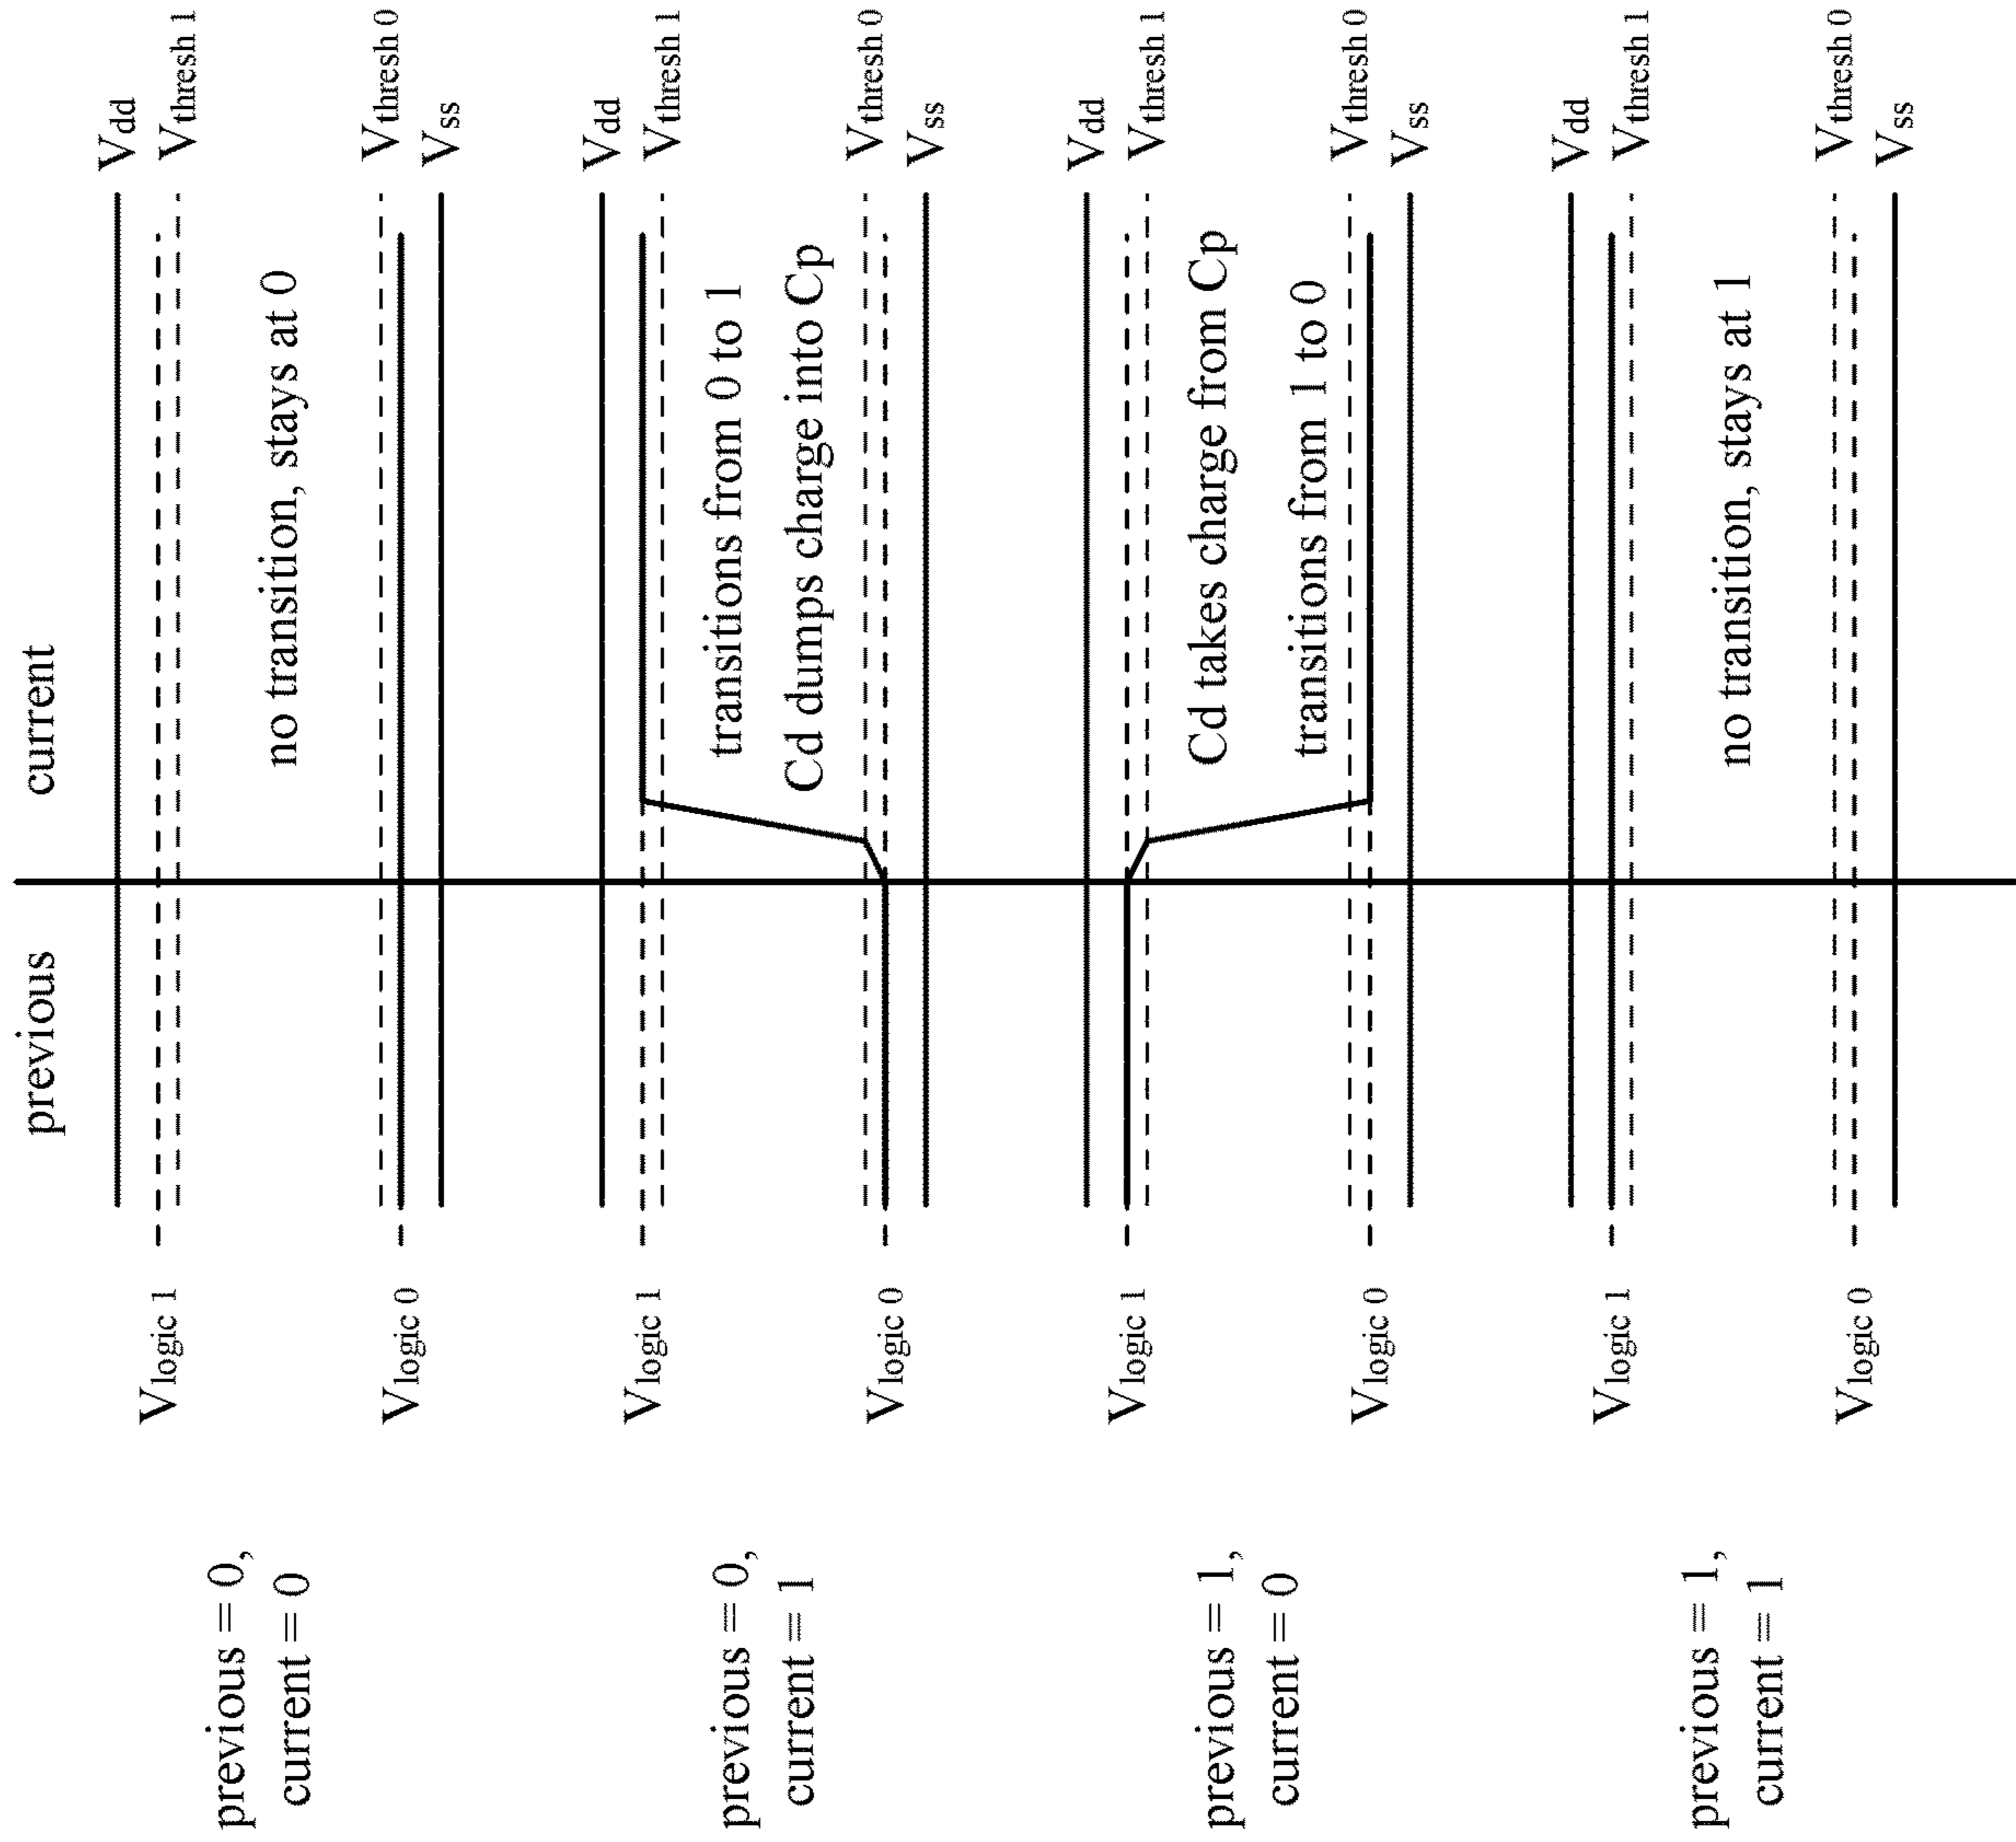 previous
current
previous = 0,
current = 0
Vlogic 1
Vlogic 0
Vdd
Vthresh 1
no transition, stays at 0
Vthresh 0
Vss
previous = 0,
current = 1
Vlogic 1
Vlogic 0
Vdd
Vthresh 1
transitions from 0 to 1
Cd dumps charge into Cp
Vthresh 0
Vss
previous = 1,
current = 0
Vlogic 1
Vlogic 0
Vdd
Vthresh 1
Cd takes charge from Cp
transitions from 1 to 0
Vthresh 0
Vss
previous = 1,
current = 1
Vlogic 1
Vlogic 0
Vdd
Vthresh 1
no transition, stays at 1
Vthresh 0
Vss